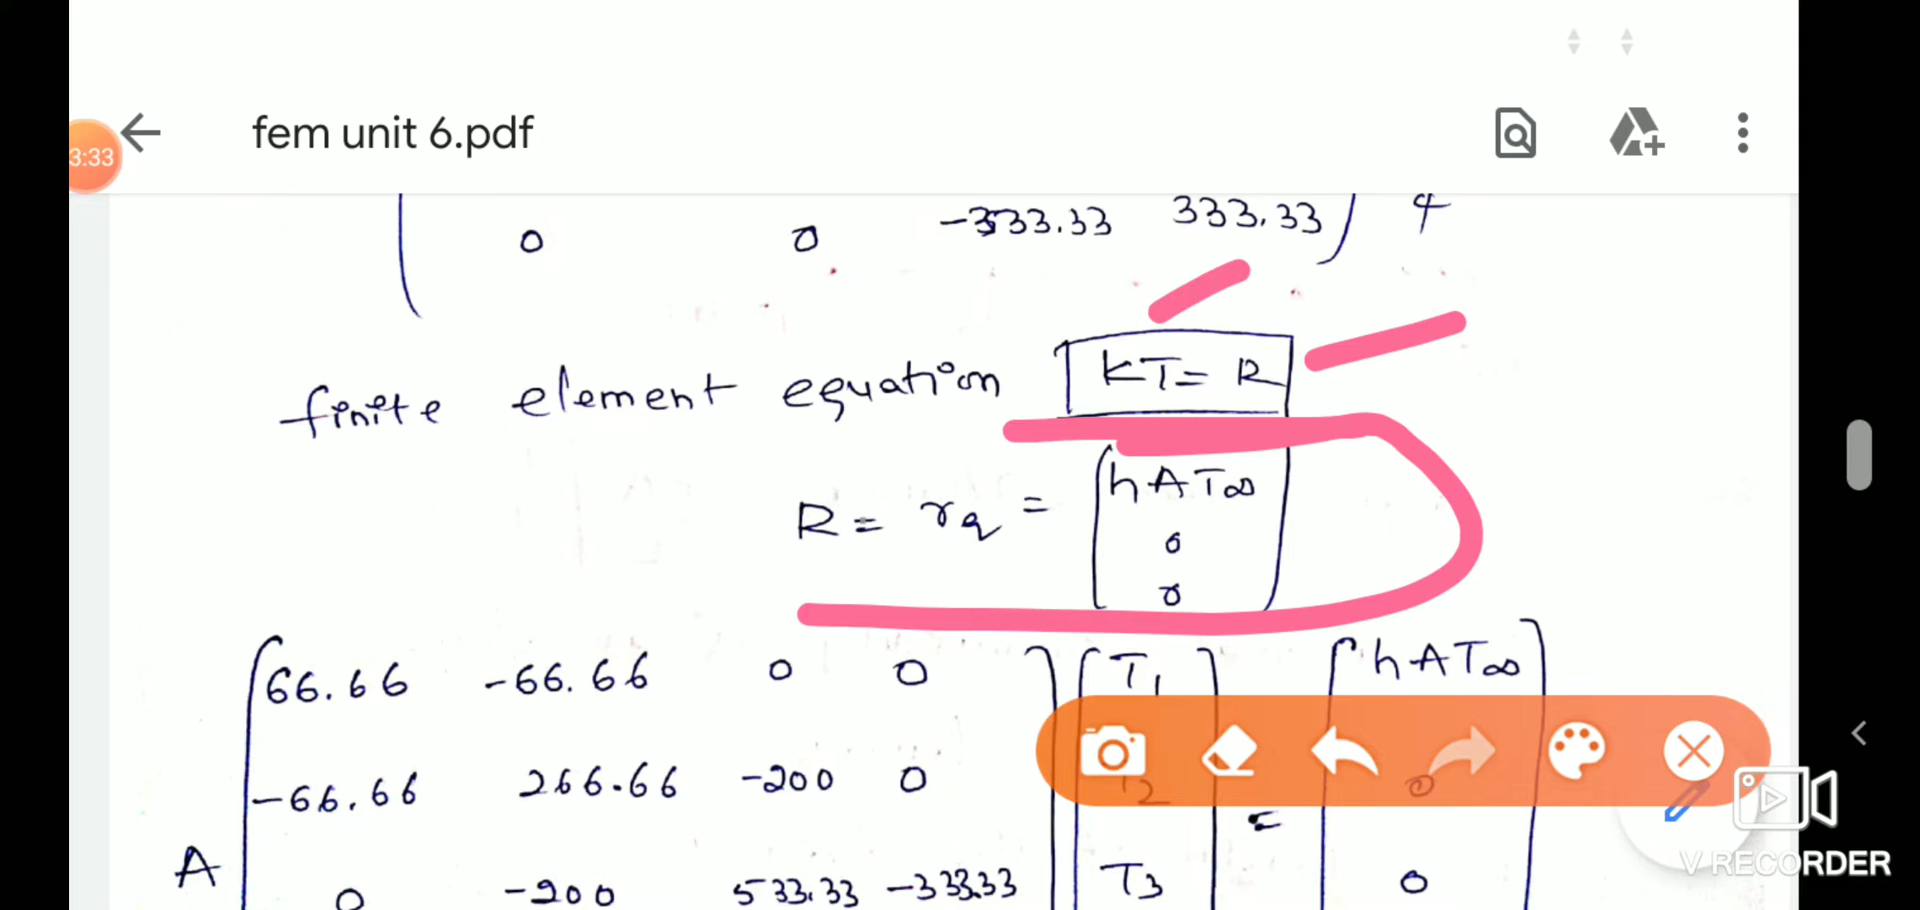 fem unit 6.pdf
3:33
0 0 -333.33 333.33 4
finite element equation KT = R
R = rq = hAT∞
0
0
66.66 -66.66 0 0 T1 hAT∞
-66.66 266.66 -200 0 T2 = 0
A 0 -200 533.33 -333.33 T3 0
V RECORDER